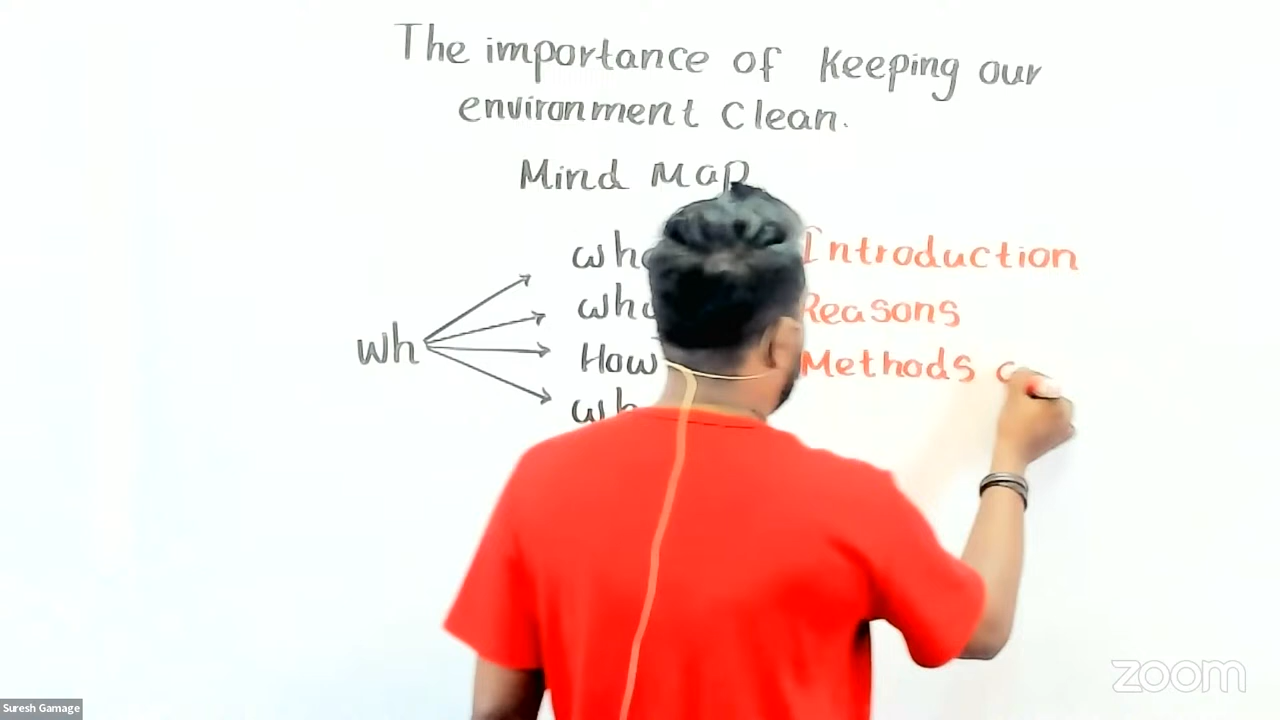 The importance of Keeping our
environment Clean.
Mind Map
Introduction
Reasons
wh How Methods
zoom
Suresh Gamage